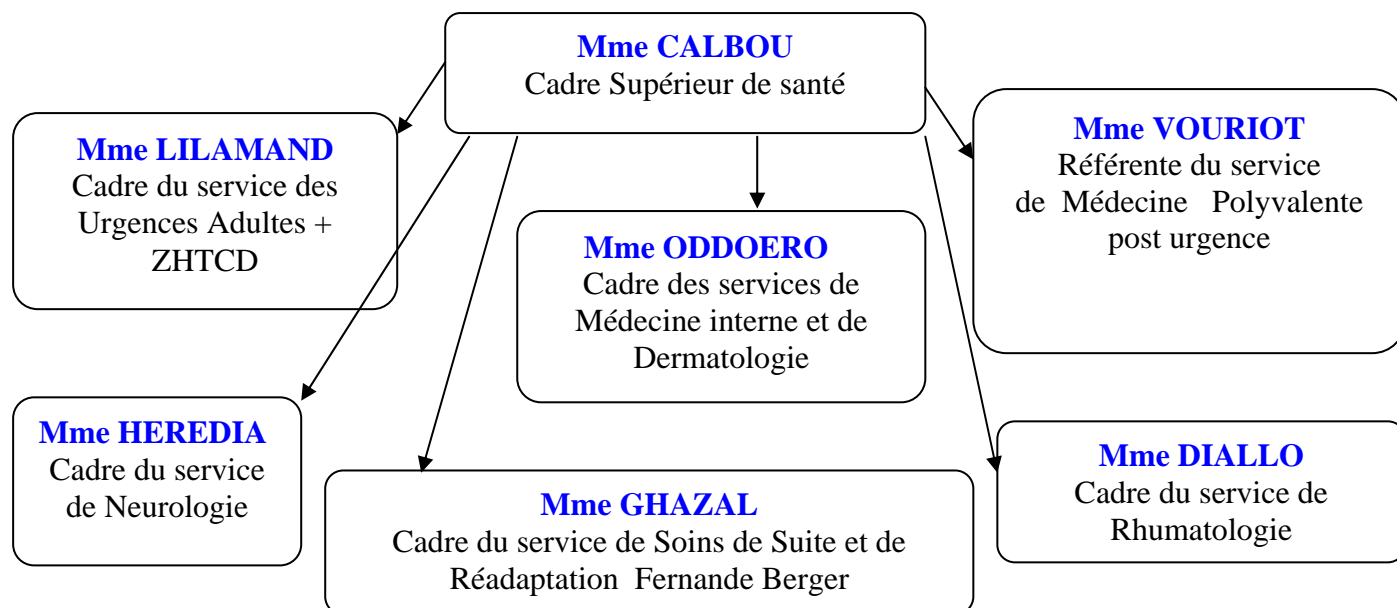 Mme CALBOU
Cadre Supérieur de santé
Mme LILAMAND
Cadre du service des
Urgences Adultes +
ZHTCD
Mme VOURIOT
Référente du service
de Médecine Polyvalente
post urgence
Mme ODDOERO
Cadre des services de
Médecine interne et de
Dermatologie
Mme HEREDIA
Cadre du service
de Neurologie
Mme GHAZAL
Cadre du service de Soins de Suite et de
Réadaptation Fernande Berger
Mme DIALLO
Cadre du service de
Rhumatologie